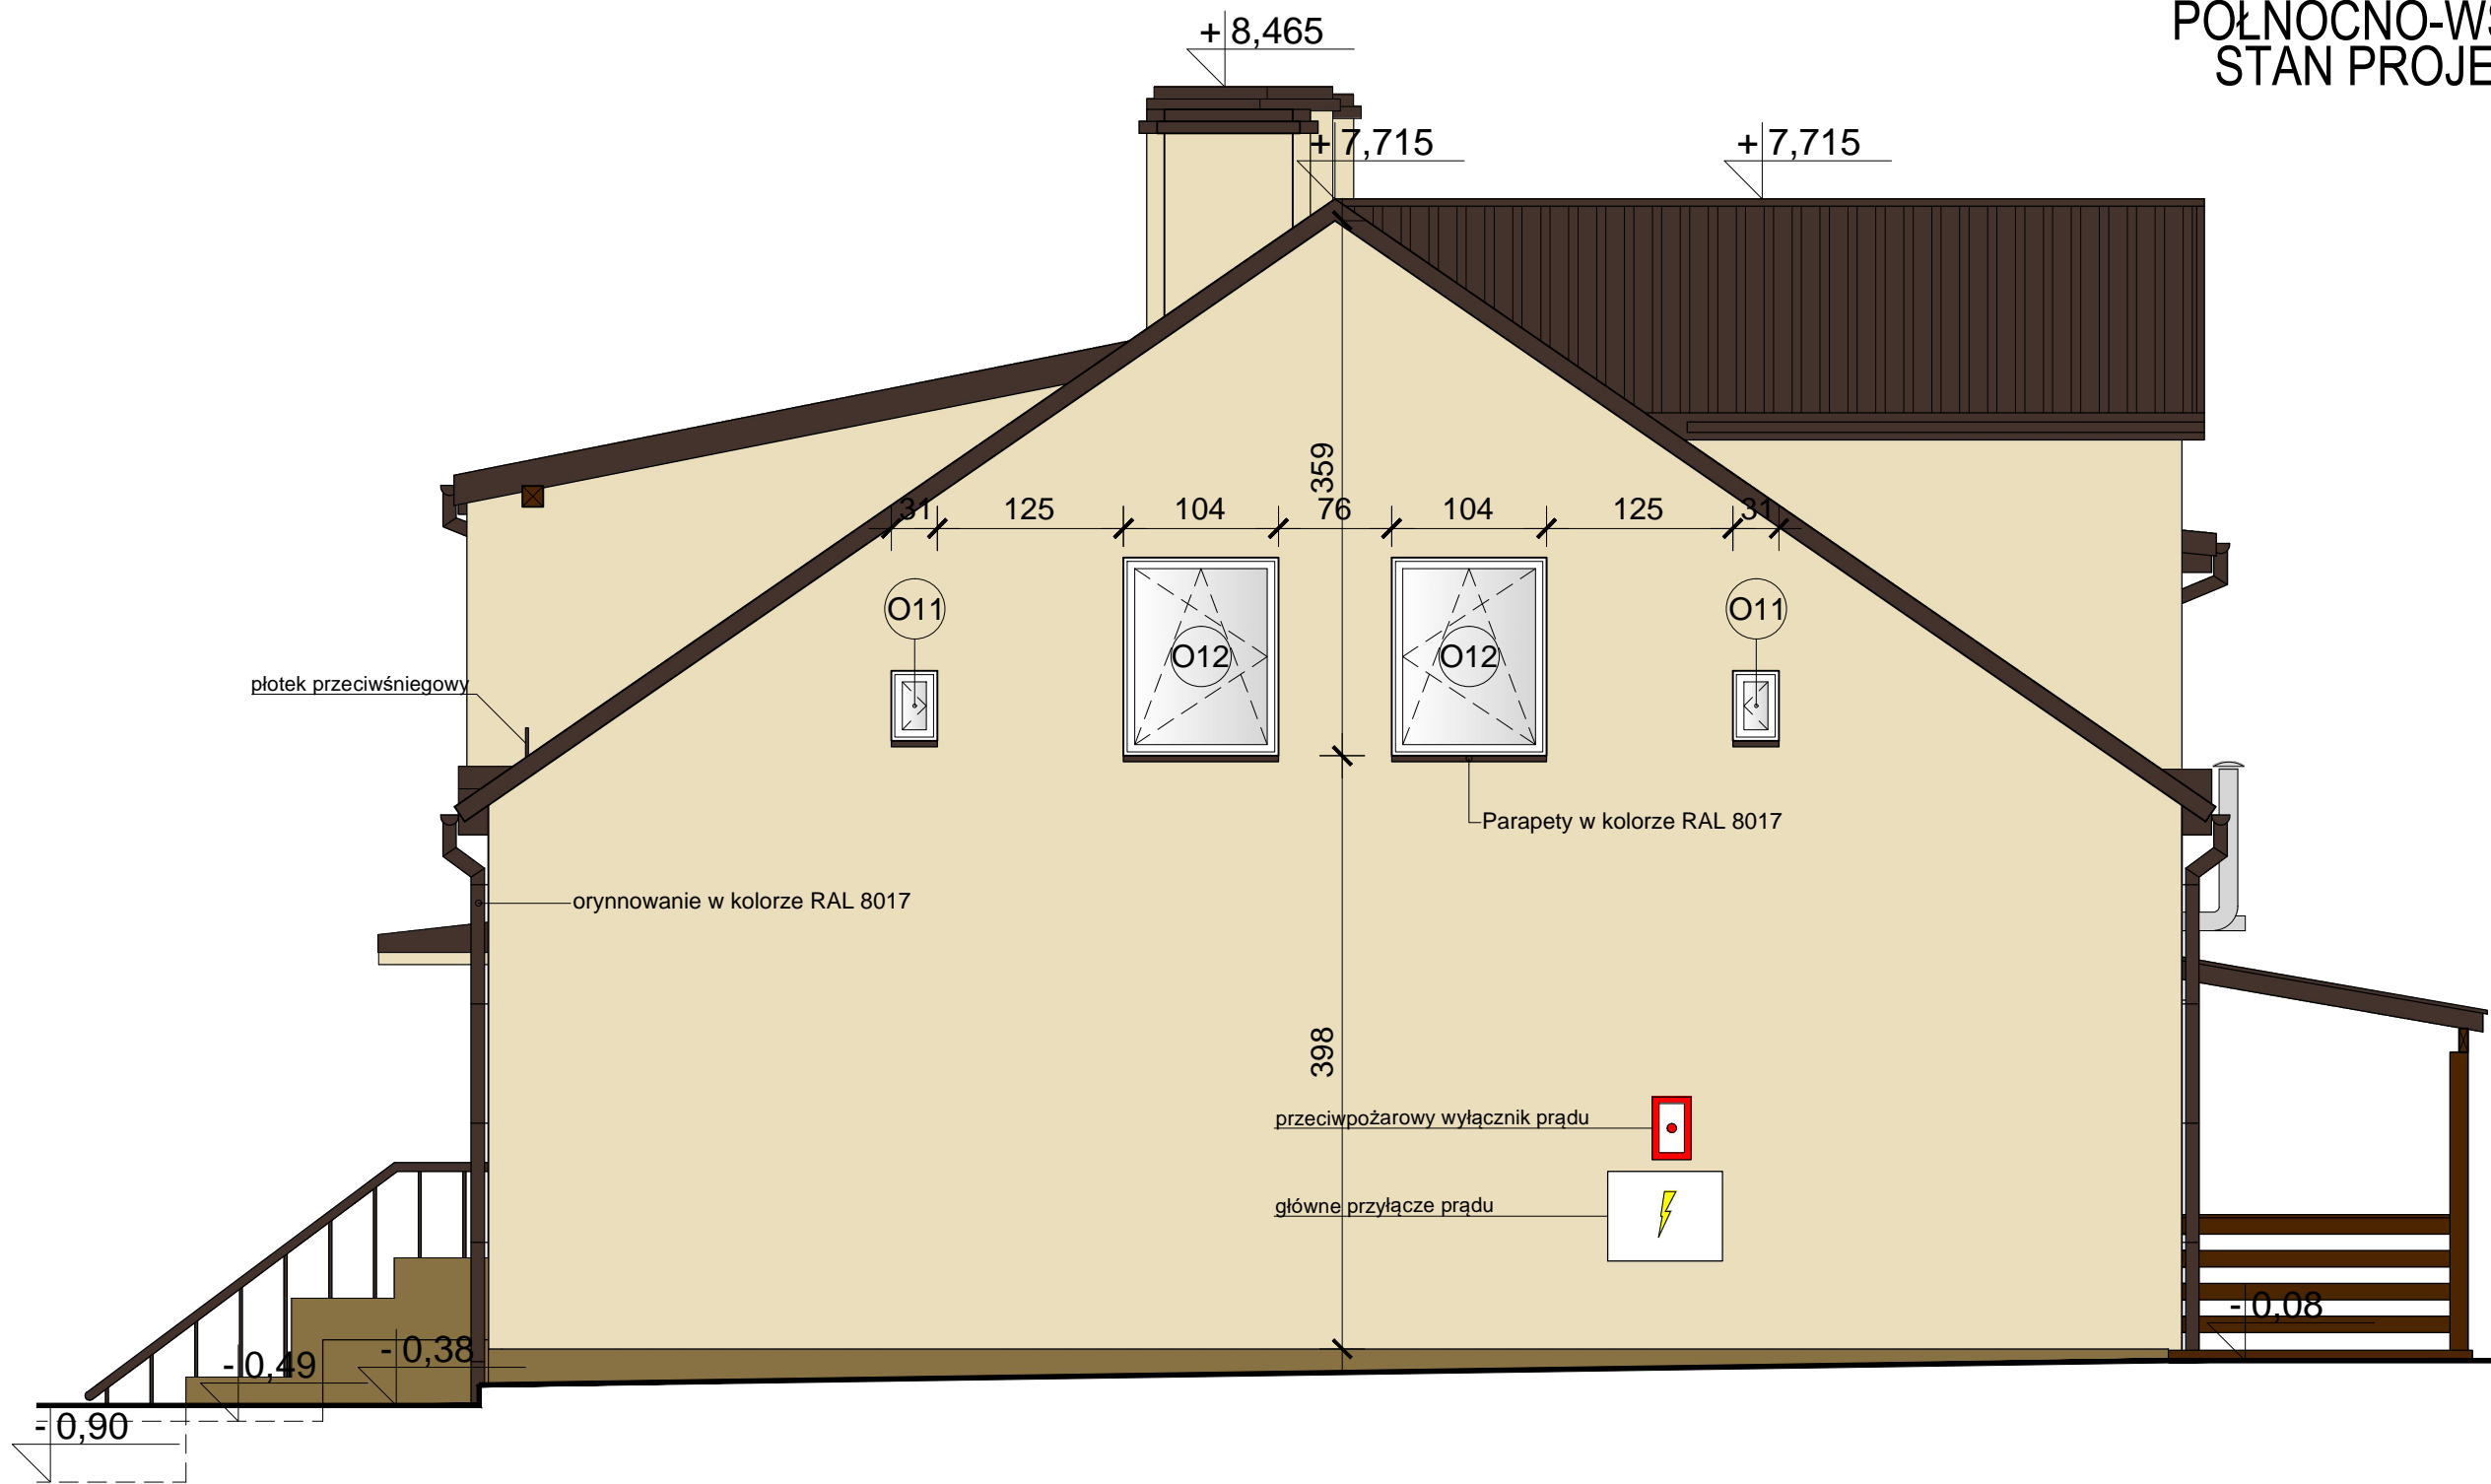 PÓŁNOCNO-WS
STAN PROJE
+ 8,465
+ 7,715
+ 7,715
359
31
125
104
76
104
125
31
O11
O11
O12
O12
płotek przeciwśniegowy
Parapety w kolorze RAL 8017
orynnowanie w kolorze RAL 8017
398
przeciwpożarowy wyłącznik prądu
główne przyłącze prądu
- 0,08
- 0,38
- 0,49
- 0,90